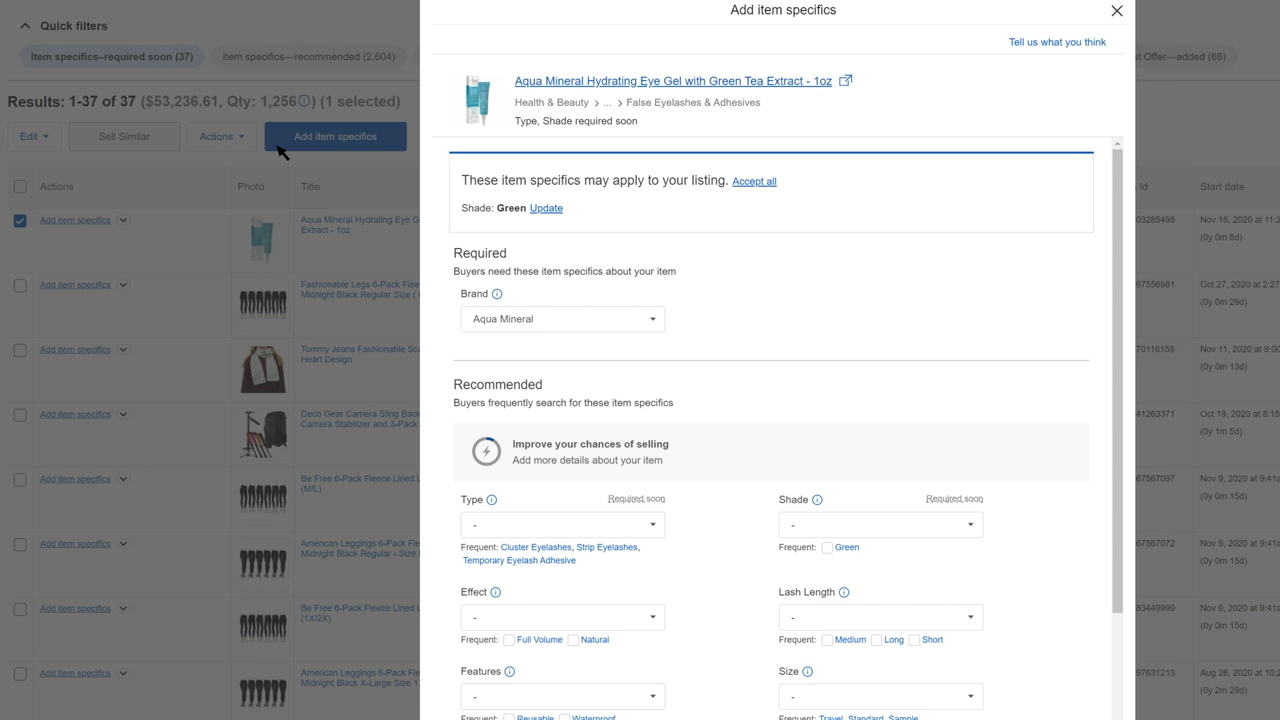 Quick filters
Item specifics–required soon (37)
Item specifics—recommended (2,604)
st Offer—added (68)
Results: 1-37 of 37 ($53,236.61, Qty: 1,256) (1 selected)
Edit
Sell Similar
Actions
Add item specifics
Actions
Photo
Title
Id
Start date
Add item specifics
Aqua Mineral Hydrating Eye G
Extract - 1oz
03285498
Nov 16, 2020 at 11:2
(0y 0m 8d)
Add item specifics
Fashionable Legs 6-Pack Flee
Midnight Black Regular Size (
67556981
Oct 27, 2020 at 2:27
(0y 0m 29d)
Add item specifics
Tommy Jeans Fashionable Sca
Heart Design
70116155
Nov 11, 2020 at 9:00
(0y 0m 13d)
Add item specifics
Deco Gear Camera Sling Back
Camera Stabilizer and 3-Pack
41263371
Oct 19, 2020 at 8:15
(0y 1m 5d)
Add item specifics
Be Free 6-Pack Fleece Lined L
(M/L)
67567097
Nov 9, 2020 at 9:41a
(0y 0m 15d)
Add item specifics
American Leggings 6-Pack Fle
Midnight Black Regular - Size
67567072
Nov 9, 2020 at 9:41a
(0y 0m 15d)
Add item specifics
Be Free 6-Pack Fleece Lined L
(1X/2X)
83449999
Nov 9, 2020 at 9:41a
(0y 0m 15d)
Add item specifics
American Leggings 6-Pack Fle
Midnight Black X-Large Size 1
97631213
Aug 26, 2020 at 10:2
(0y 2m 29d)
Add item specifics
Tell us what you think
Aqua Mineral Hydrating Eye Gel with Green Tea Extract - 1oz
Health & Beauty > ... > False Eyelashes & Adhesives
Type, Shade required soon
These item specifics may apply to your listing. Accept all
Shade: Green Update
Required
Buyers need these item specifics about your item
Brand
Aqua Mineral
Recommended
Buyers frequently search for these item specifics
Improve your chances of selling
Add more details about your item
Type Required soon
-
Frequent: Cluster Eyelashes, Strip Eyelashes,
Temporary Eyelash Adhesive
Shade Required soon
-
Frequent: Green
Effect
-
Frequent: Full Volume Natural
Lash Length
-
Frequent: Medium Long Short
Features
-
Frequent: Reusable Waterproof
Size
-
Frequent: Travel, Standard, Sample